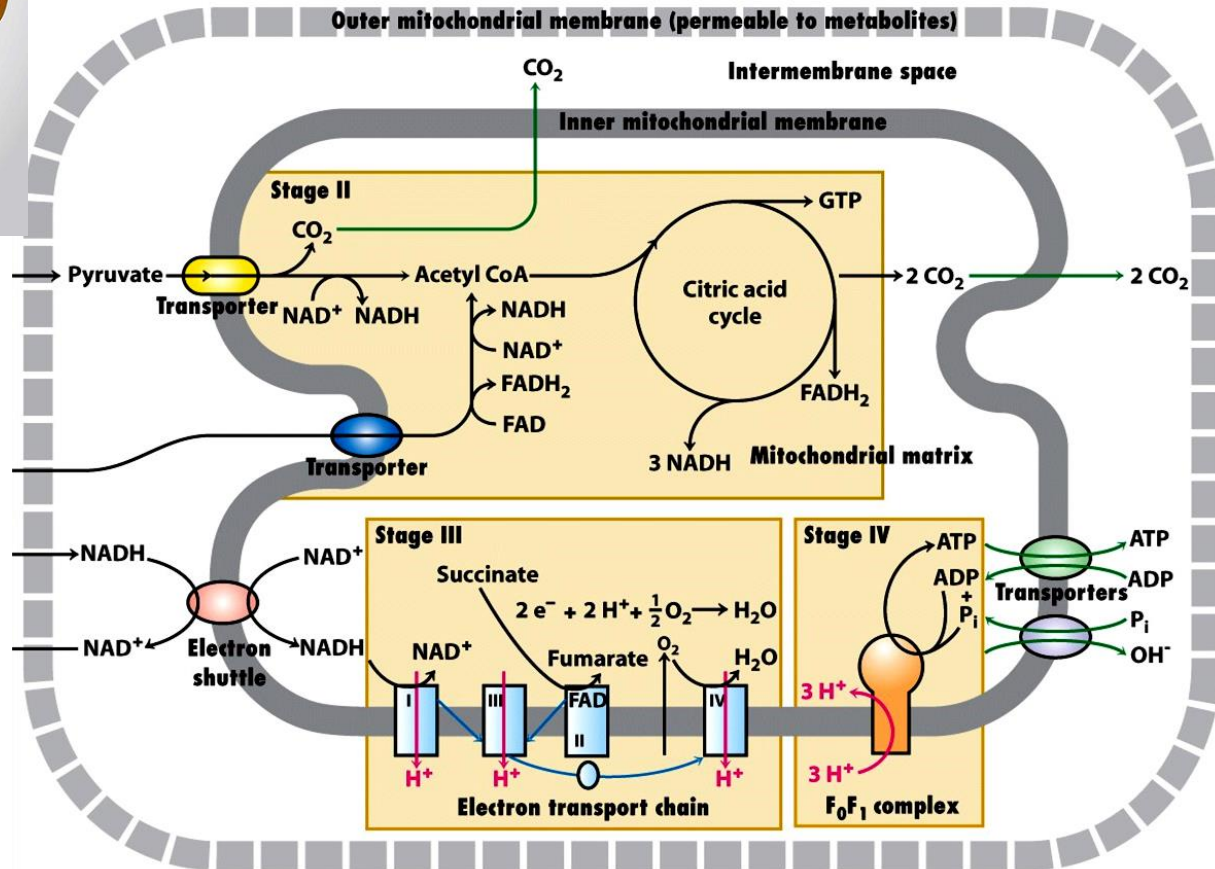 Outer mitochondrial membrane (permeable to metabolites)
CO₂
Intermembrane space
Inner mitochondrial membrane
Stage II
GTP
CO₂
Pyruvate
Acetyl CoA
2 CO₂
2 CO₂
Transporter
NAD⁺
NADH
NADH
Citric acid
cycle
NAD⁺
FADH₂
FADH₂
FAD
Transporter
3 NADH
Mitochondrial matrix
Stage III
Stage IV
NADH
NAD⁺
ATP
ATP
Succinate
ADP
ADP
+
Pᵢ
Transporters
2 e⁻ + 2 H⁺ + ½ O₂ → H₂O
Pᵢ
NAD⁺
Electron
shuttle
NADH
NAD⁺
Fumarate
O₂
H₂O
OH⁻
I
III
FAD
II
IV
3 H⁺
H⁺
H⁺
H⁺
3 H⁺
Electron transport chain
F₀F₁ complex